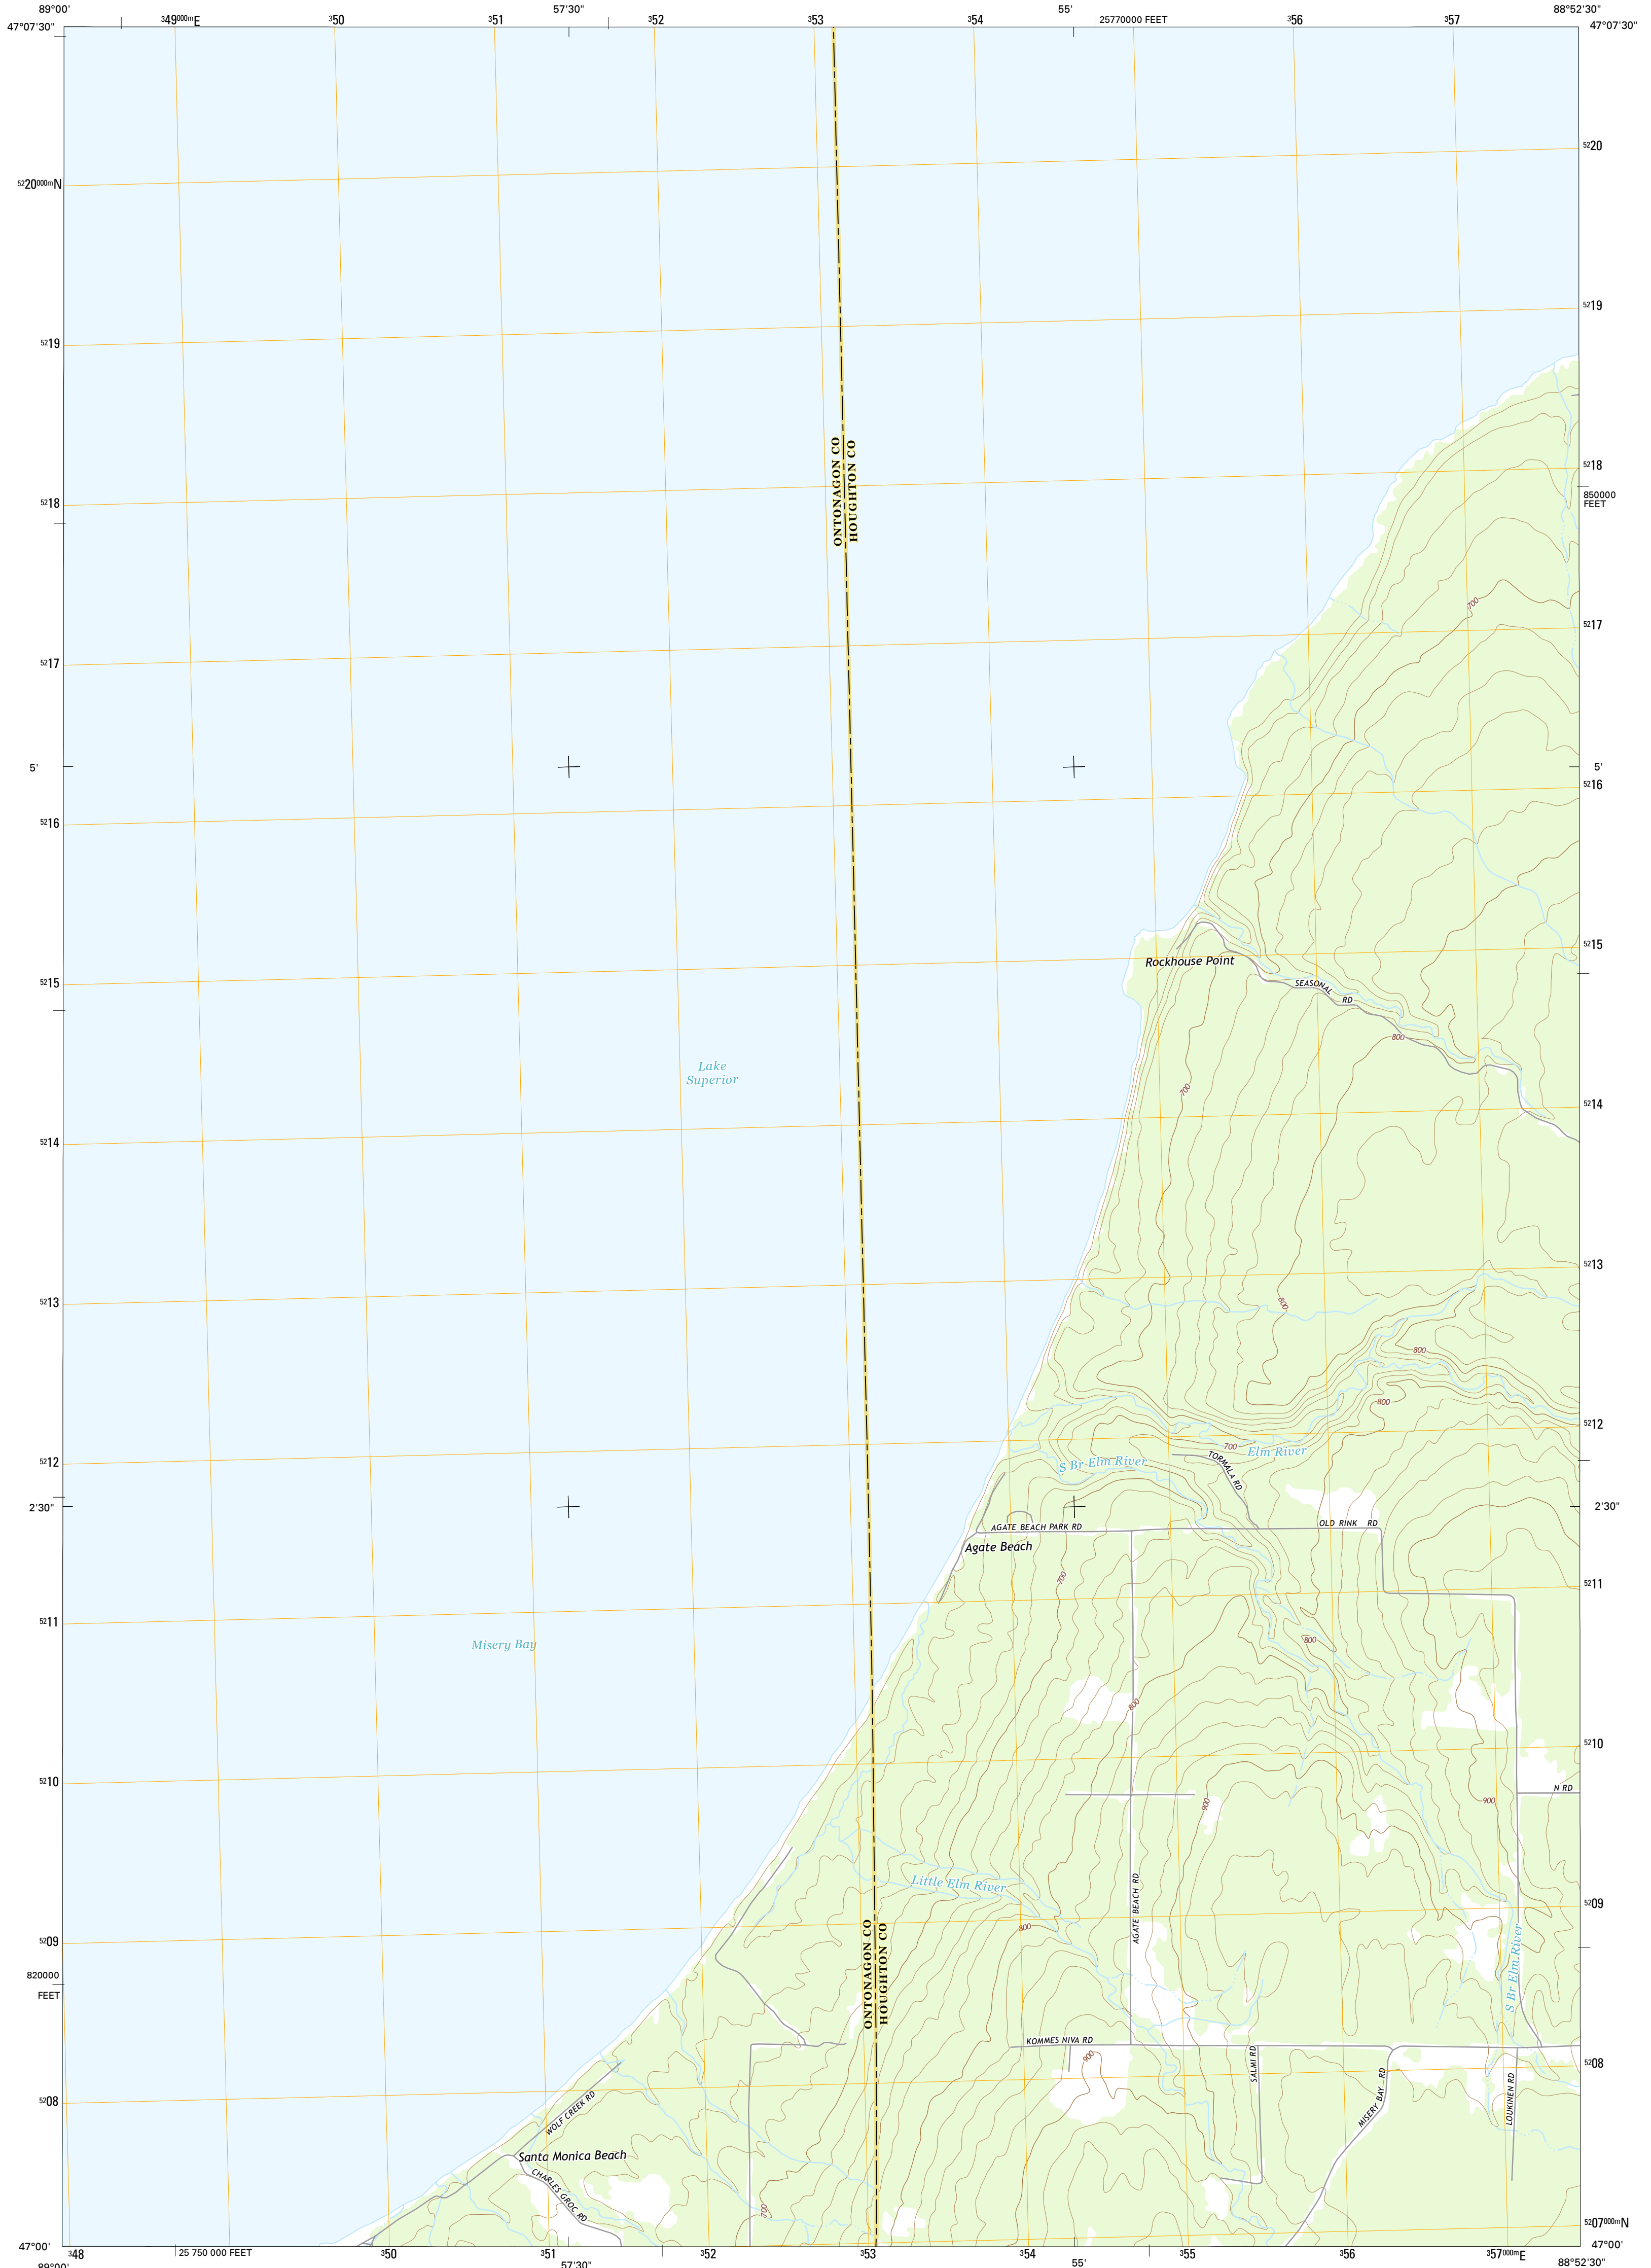 89°00'
57'30"
55'
88°52'30"
47°07'30"
³49⁰⁰⁰ᵐE
³50
³51
³52
³53
³54
25770000 FEET
³56
³57
47°07'30"
⁵²20
⁵²20⁰⁰⁰ᵐN
⁵²19
⁵²19
ONTONAGON CO
HOUGHTON CO
⁵²18
850000
FEET
⁵²18
700
⁵²17
⁵²17
5'
5'
⁵²16
⁵²16
⁵²15
Rockhouse Point
⁵²15
SEASONAL RD
800
Lake
Superior
700
⁵²14
⁵²14
⁵²13
⁵²13
800
800
800
⁵²12
700
Elm River
S Br Elm River
TORMALA RD
⁵²12
2'30"
2'30"
AGATE BEACH PARK RD
OLD RINK RD
Agate Beach
700
⁵²11
⁵²11
Misery Bay
800
800
⁵²10
⁵²10
N RD
900
900
Little Elm River
AGATE BEACH RD
⁵²09
800
ONTONAGON CO
HOUGHTON CO
⁵²09
S Br Elm River
820000
FEET
KOMMES NIVA RD
900
SALMI RD
⁵²08
MISERY BAY RD
LOUKINEN RD
⁵²08
WOLF CREEK RD
Santa Monica Beach
CHARLES GROC RD
700
⁵²07⁰⁰⁰ᵐN
47°00'
47°00'
³48
25 750 000 FEET
³50
³51
³52
³53
³54
³55
³56
³57⁰⁰⁰ᵐE
89°00'
57'30"
55'
88°52'30"